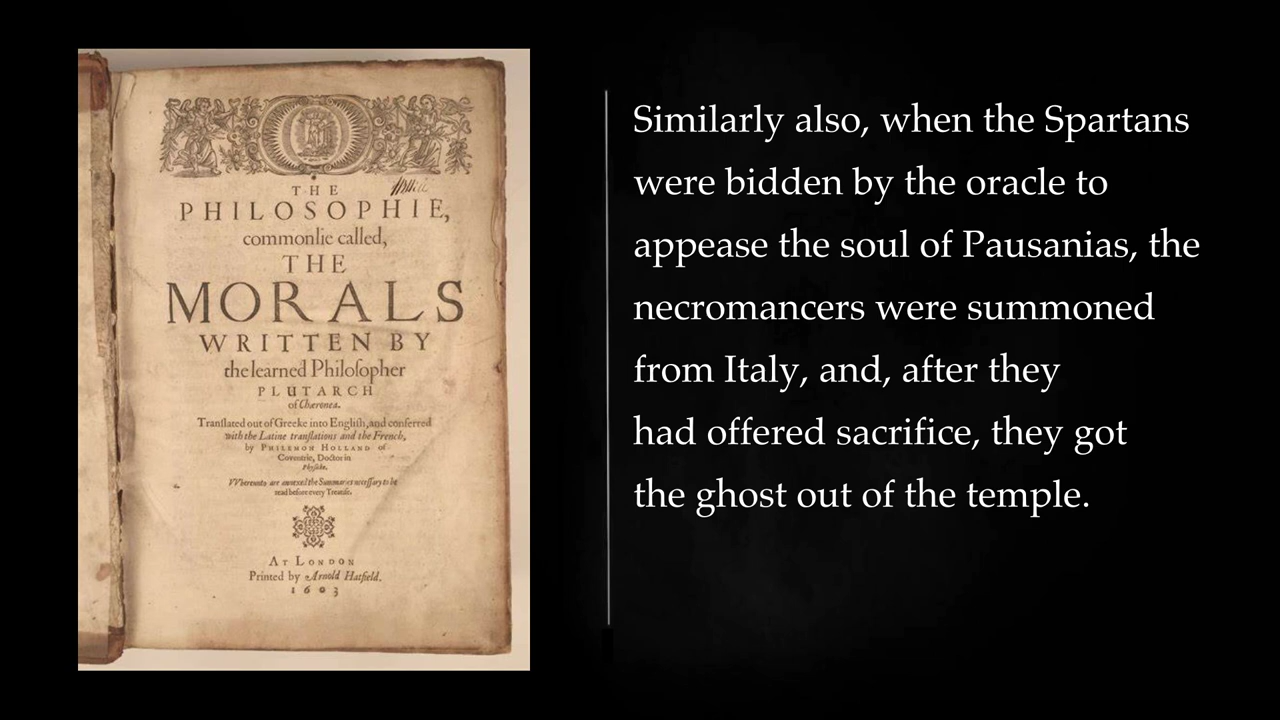 THE
PHILOSOPHIE,
commonlie called,
THE
MORALS
WRITTEN BY
the learned Philoſopher
PLUTARCH
of Chæronea.
Tranſlated out of Greeke into Engliſh, and conferred
with the Latine tranſlations and the French,
by PHILEMON HOLLAND of
Coventrie, Doctor in
Phyſicke.
VVhereunto are annexed the Summaries neceſſary to be
read before every Treatiſe.
AT LONDON
Printed by Arnold Hatfield.
1603
Similarly also, when the Spartans
were bidden by the oracle to
appease the soul of Pausanias, the
necromancers were summoned
from Italy, and, after they
had offered sacrifice, they got
the ghost out of the temple.